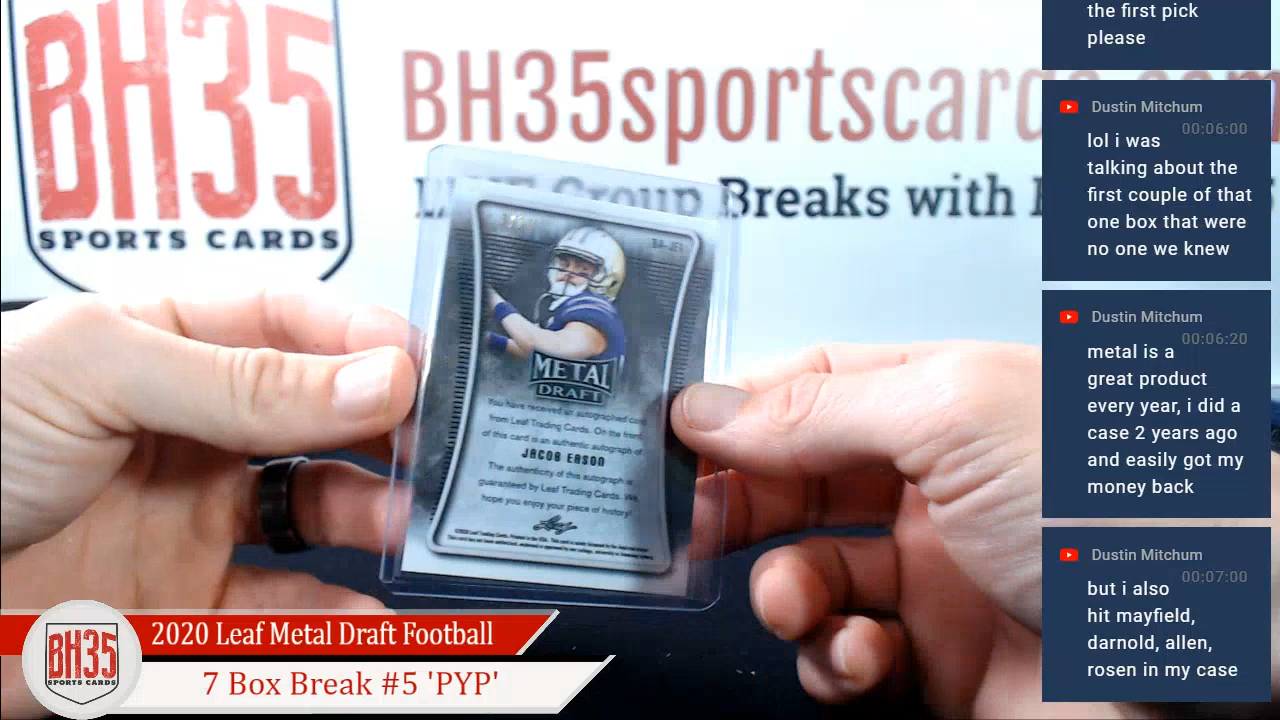 BH35
SPORTS CARDS
BH35sportscards.com
Group Breaks with
BA-JE1
METAL
DRAFT
You have received an autographed card
from Leaf Trading Cards. On the front
of this card is an authentic autograph of
JACOB EASON
The authenticity of this autograph is
guaranteed by Leaf Trading Cards. We
hope you enjoy your piece of history!
Leaf
BH35
SPORTS CARDS
2020 Leaf Metal Draft Football
7 Box Break #5 'PYP'
the first pick
please
Dustin Mitchum
00:06:00
lol i was
talking about the
first couple of that
one box that were
no one we knew
Dustin Mitchum
00:06:20
metal is a
great product
every year, i did a
case 2 years ago
and easily got my
money back
Dustin Mitchum
00:07:00
but i also
hit mayfield,
darnold, allen,
rosen in my case